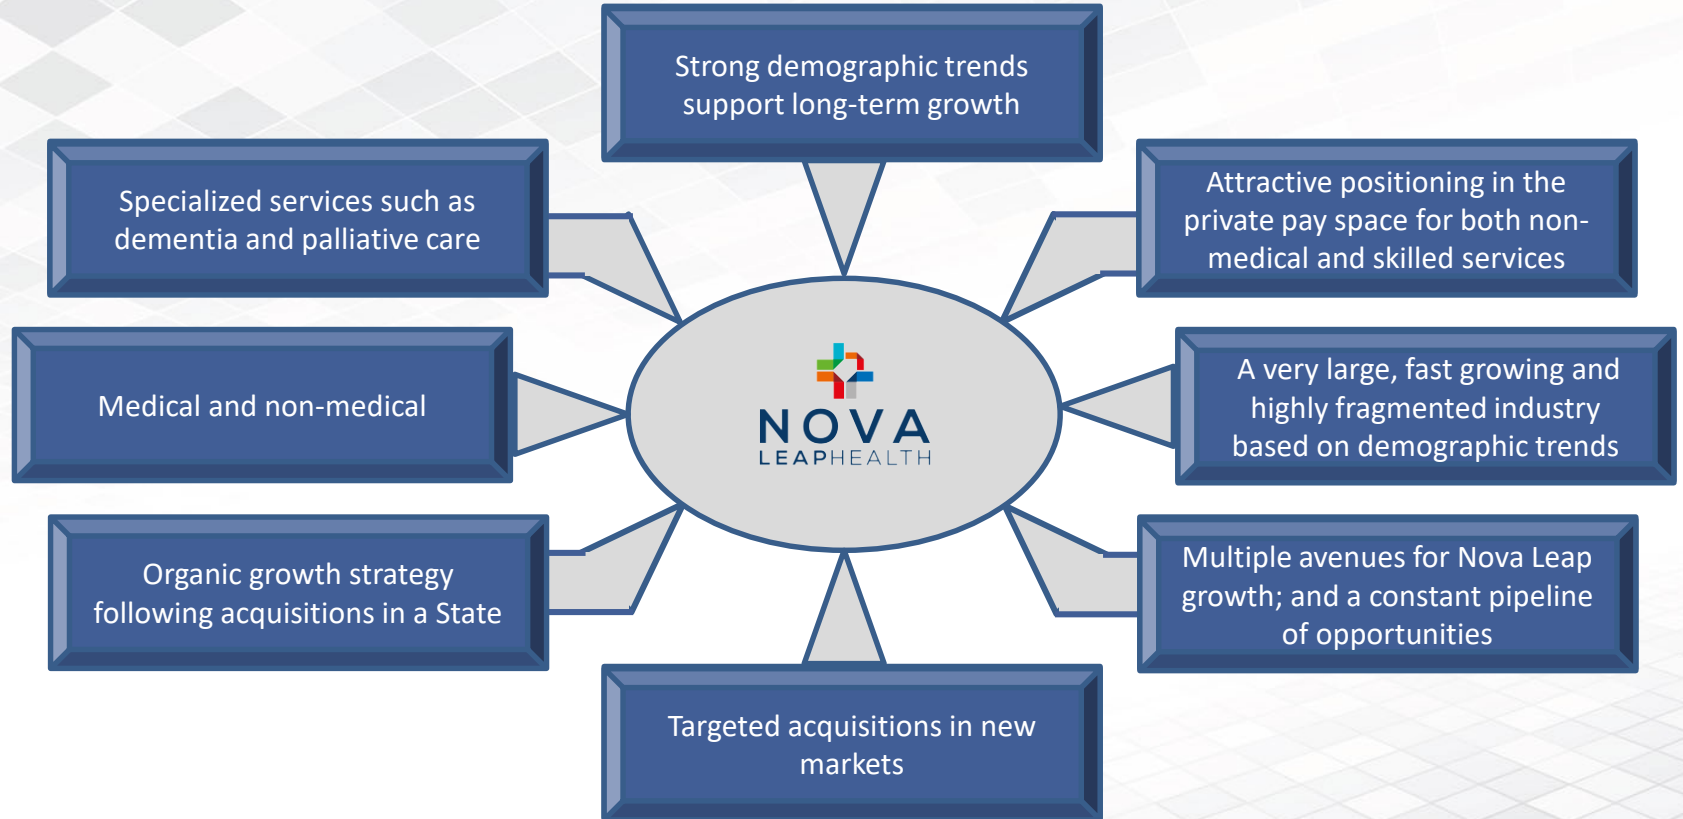 Strong demographic trends
support long-term growth
Specialized services such as
dementia and palliative care
Attractive positioning in the
private pay space for both non-
medical and skilled services
Medical and non-medical
NOVA
LEAPHEALTH
A very large, fast growing and
highly fragmented industry
based on demographic trends
Organic growth strategy
following acquisitions in a State
Multiple avenues for Nova Leap
growth; and a constant pipeline
of opportunities
Targeted acquisitions in new
markets